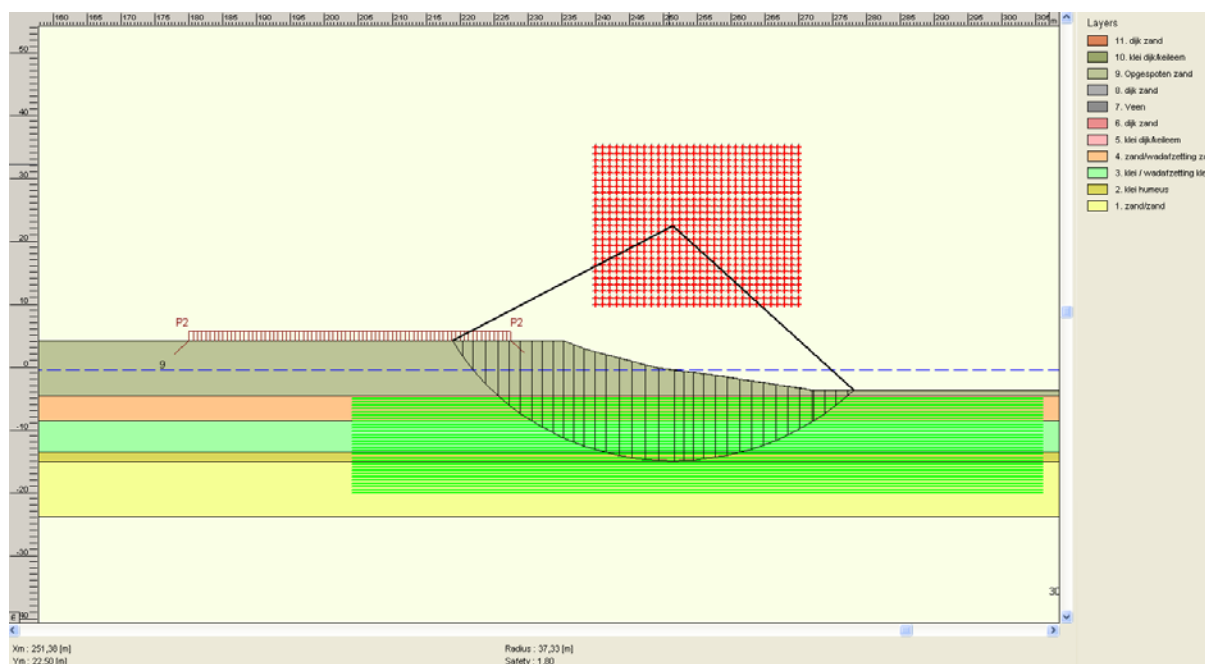 160 165 170 175 180 185 190 195 200 205 210 215 220 225 230 235 240 245 250 255 260 265 270 275 280 285 290 295 300 305 m
50
40
30
20
10
0
-10
-20
-30
Layers
11. dijk zand
10. klei dijk/keileem
9. Opgespoten zand
8. dijk zand
7. Veen
6. dijk zand
5. klei dijk/keileem
4. zand/wadafzetting z
3. klei / wadafzetting kle
2. klei humeus
1. zand/zand
P2 P2
9
30
Xm : 251,38 [m] Radius : 37,33 [m]
Ym : 22,50 [m] Safety : 1,80